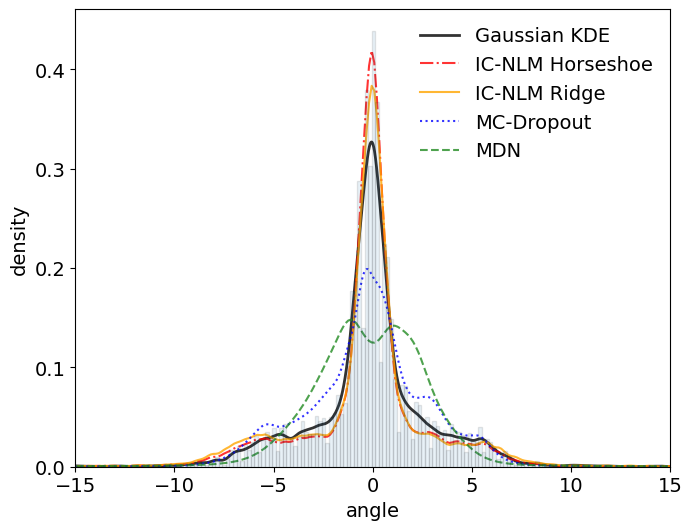 Gaussian KDE
IC-NLM Horseshoe
IC-NLM Ridge
MC-Dropout
MDN
density
0.4
0.3
0.2
0.1
0.0
−15
−10
−5
0
5
10
15
angle